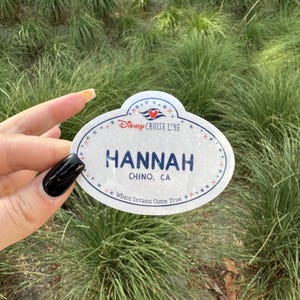 Disney CRUISE LINE
HANNAH
CHINO, CA
Where Dreams Come True